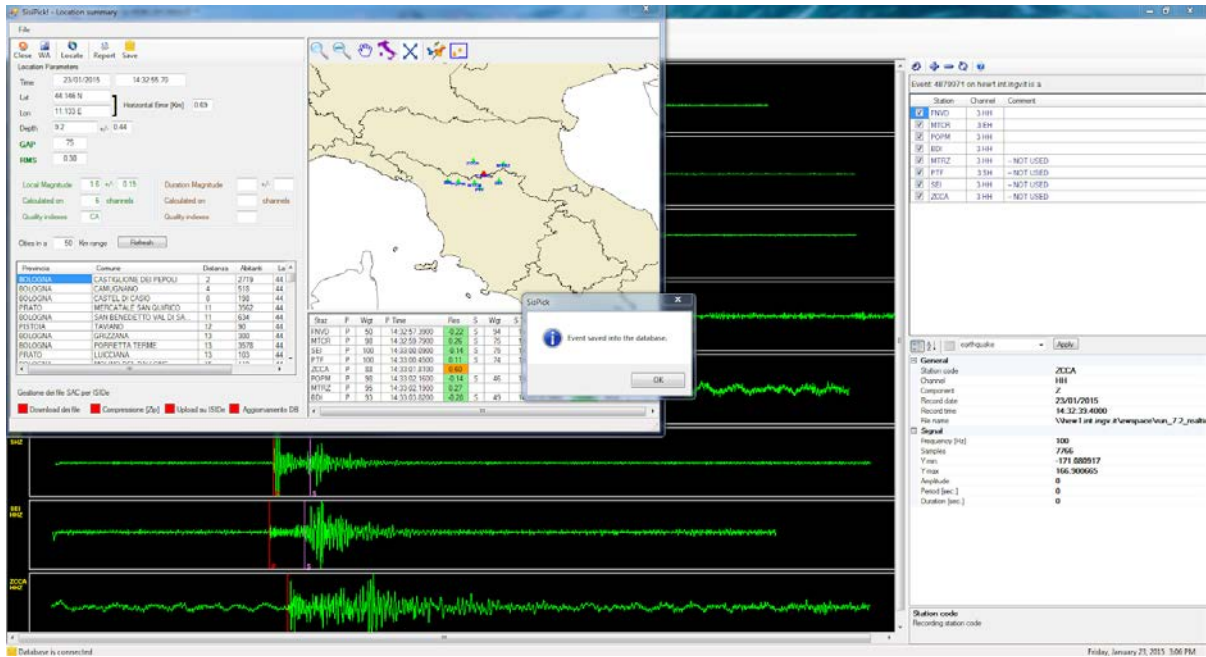 SisPick! - Location summary
File
Close WA Locate Report Save
Location Parameters
Time 23/01/2015 14:32:55.70
Lat 44.146 N
Lon 11.133 E
Horizontal Error [Km] 0.69
Depth 9.2 +/- 0.44
GAP 75
RMS 0.30
Local Magnitude 1.6 +/- 0.15
Duration Magnitude +/-
Calculated on 6 channels
Calculated on channels
Quality indexes CA
Quality indexes
Cities in a 50 Km range Refresh
Provincia Comune Distanza Abitanti La
BOLOGNA CASTIGLIONE DEI PEPOLI 2 2719 44,
BOLOGNA CAMUGNANO 4 518 44,
BOLOGNA CASTEL DI CASIO 8 198 44,
PRATO MERCATALE SAN QUIRICO 11 3562 44,
BOLOGNA SAN BENEDETTO VAL DI SA... 11 634 44,
PISTOIA TAVIANO 12 90 44,
BOLOGNA GRIZZANA 13 300 44,
BOLOGNA PORRETTA TERME 13 3578 44,
PRATO LUICCIANA 13 103 44,
Gestione dei file SAC per ISIDe
Download dei file Compressione [Zip] Upload su ISIDe Aggiornamento DB
Staz P Wgt P Time Res S Wgt
FNVD P 50 14:32:57.3900 -0.22 S 94
MTCR P 98 14:32:59.7900 0.26 S 75
SEI P 100 14:33:00.0900 -0.14 S 76
PTF P 100 14:33:00.4500 0.11 S 74
ZCCA P 88 14:33:01.8100 0.60
POPM P 98 14:33:02.1600 -0.14 S 46
MTRZ P 95 14:33:02.1900 0.27
BDI P 93 14:33:03.8200 -0.20 S 49
SisPick
Event saved into the database.
OK
SEI
HHZ
ZCCA
HHZ
Event: 4879971 on hew1.int.ingv.it is a
Station Channel Comment
FNVD 3 HH
MTCR 3 EH
POPM 3 HH
BDI 3 HH
MTRZ 3 HH -- NOT USED
PTF 3 SH -- NOT USED
SEI 3 HH -- NOT USED
ZCCA 3 HH -- NOT USED
earthquake Apply
General
Station code ZCCA
Channel HH
Component Z
Record date 23/01/2015
Record time 14:32:39.4000
File name
Signal
Frequency [Hz] 100
Samples 7766
Y min -171.080917
Y max 166.900665
Amplitude 0
Period [sec.] 0
Duration [sec.] 0
Station code
Recording station code
Database is connected
Friday, January 23, 2015 3:06 PM